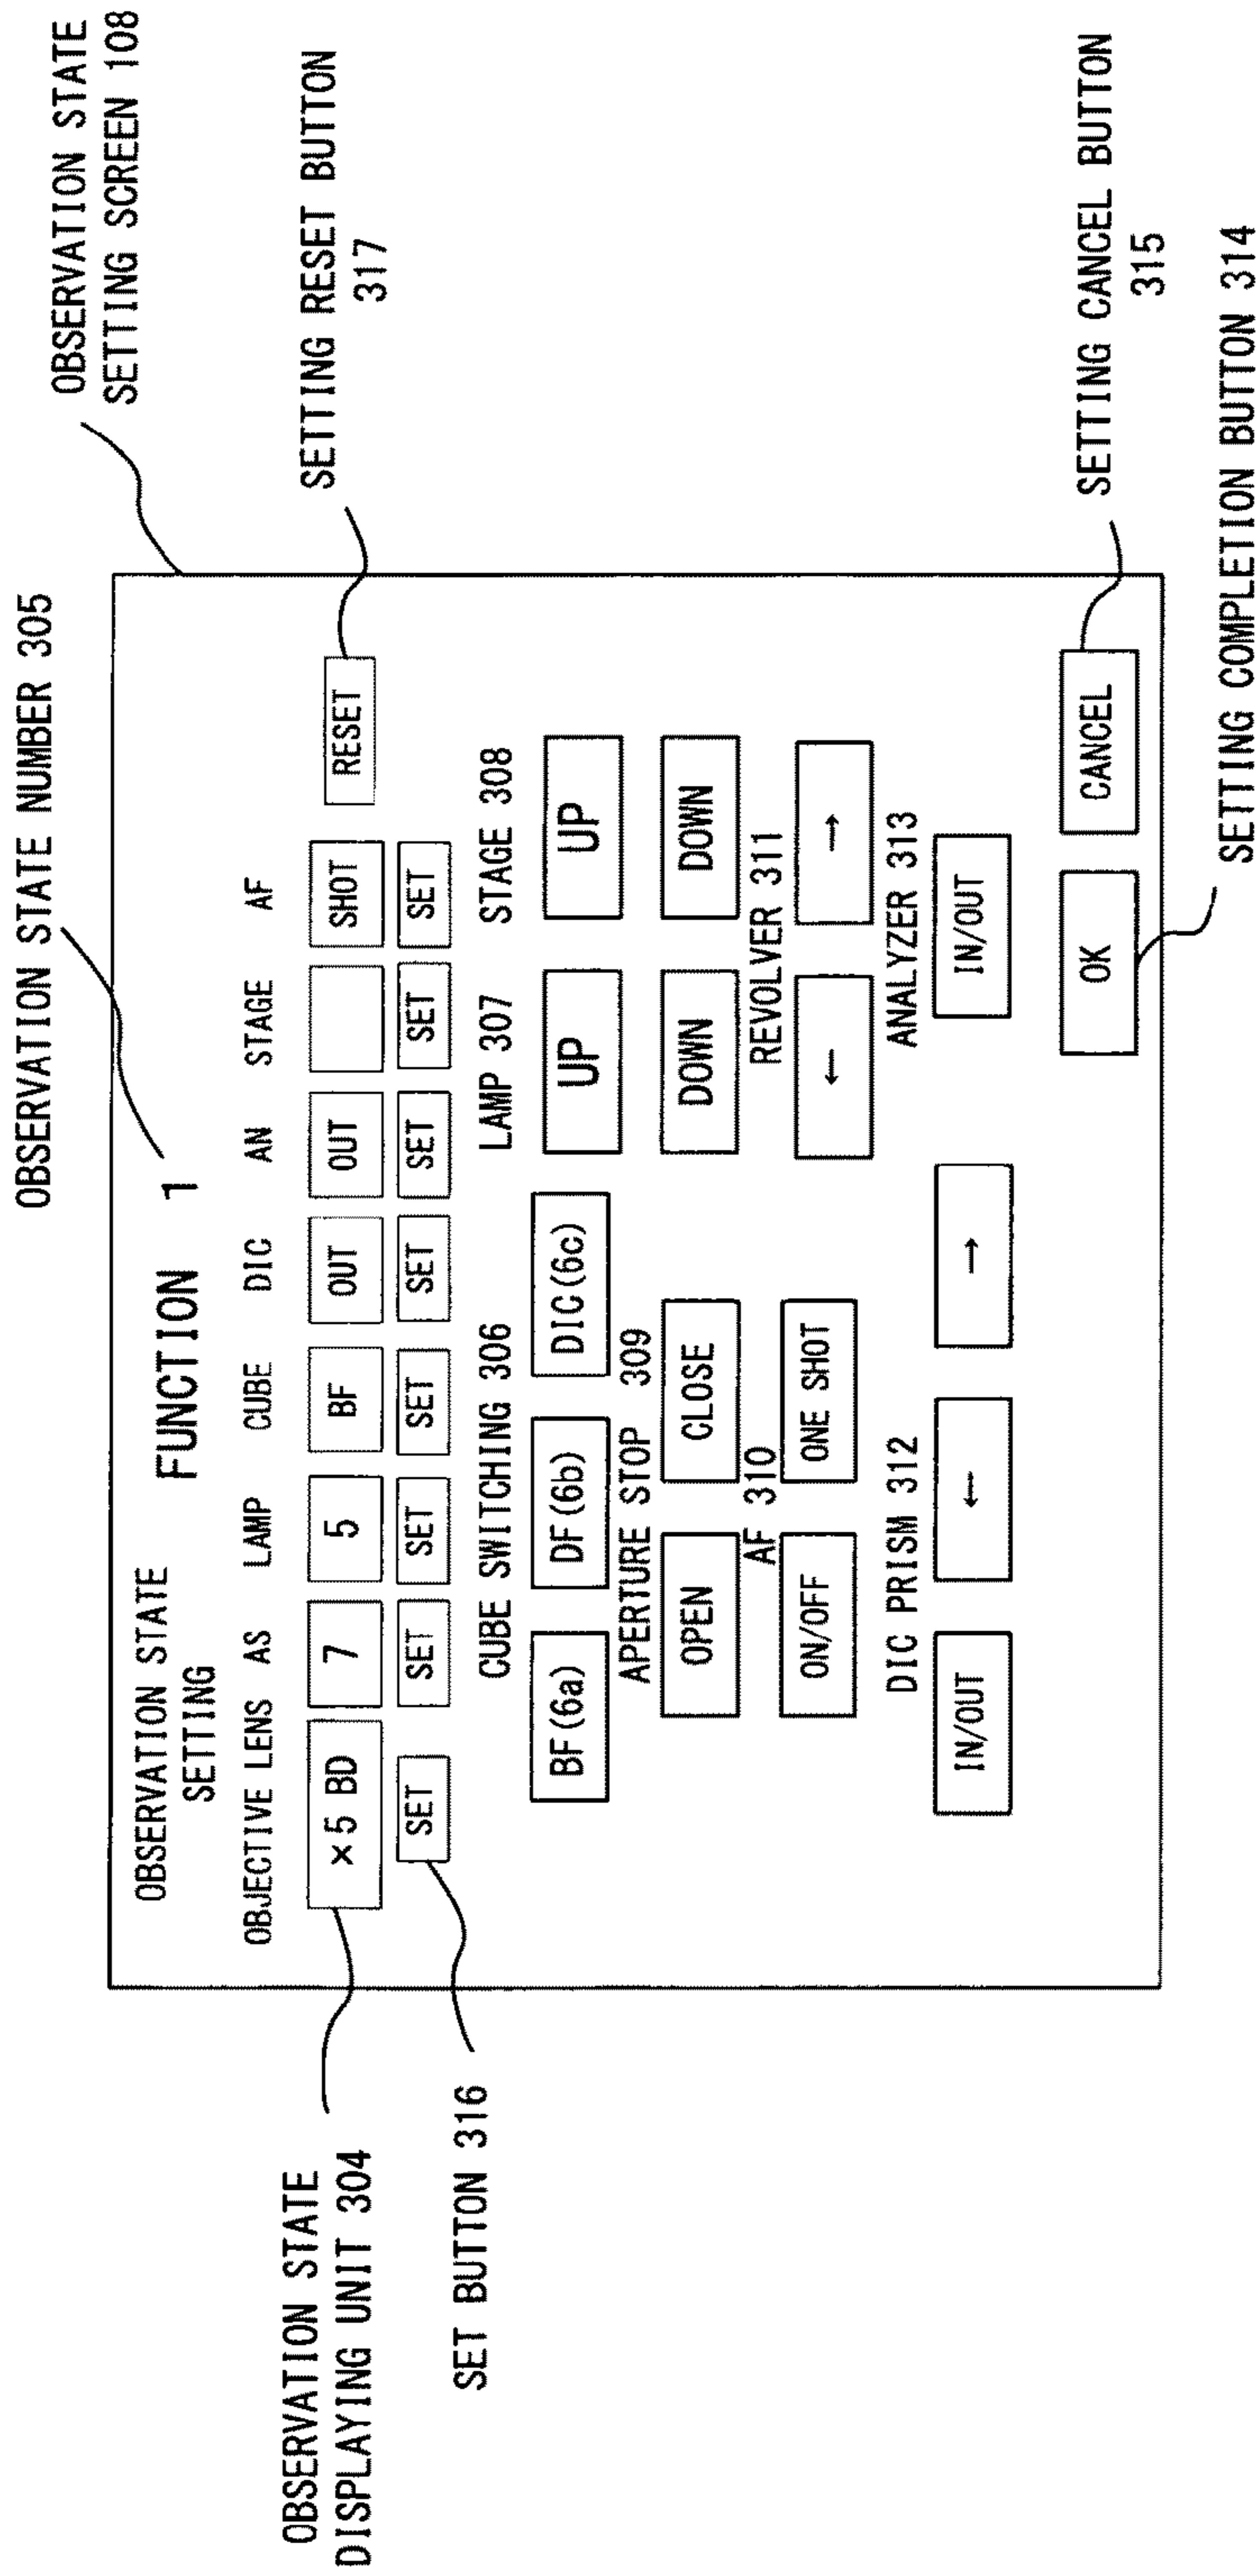 OBSERVATION STATE NUMBER 305
OBSERVATION STATE
SETTING SCREEN 108
OBSERVATION STATE
SETTING
FUNCTION 1
OBJECTIVE LENS AS LAMP CUBE DIC AN STAGE AF
×5 BD 7 5 BF OUT OUT SHOT RESET
SET SET SET SET SET SET SET SET
SETTING RESET BUTTON
317
OBSERVATION STATE
DISPLAYING UNIT 304
SET BUTTON 316
CUBE SWITCHING 306 LAMP 307 STAGE 308
BF(6a) DF(6b) DIC(6c) UP UP
APERTURE STOP 309
OPEN CLOSE DOWN DOWN
AF 310 REVOLVER 311
ON/OFF ONE SHOT ← →
DIC PRISM 312 ANALYZER 313
IN/OUT ← → IN/OUT
OK CANCEL
SETTING CANCEL BUTTON
315
SETTING COMPLETION BUTTON 314